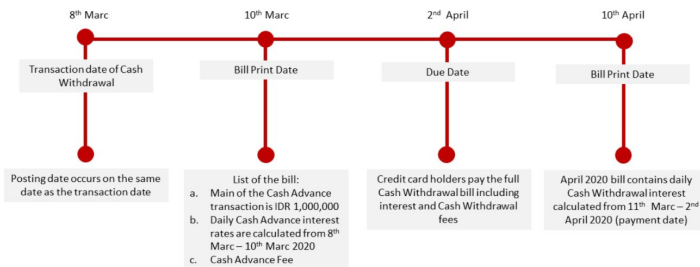 8th Marc
10th Marc
2nd April
10th April
Transaction date of Cash
Withdrawal
Bill Print Date
Due Date
Bill Print Date
Posting date occurs on the same
date as the transaction date
List of the bill:
a. Main of the Cash Advance
transaction is IDR 1,000,000
b. Daily Cash Advance interest
rates are calculated from 8th
Marc – 10th Marc 2020
c. Cash Advance Fee
Credit card holders pay the full
Cash Withdrawal bill including
interest and Cash Withdrawal
fees
April 2020 bill contains daily
Cash Withdrawal interest
calculated from 11th Marc – 2nd
April 2020 (payment date)